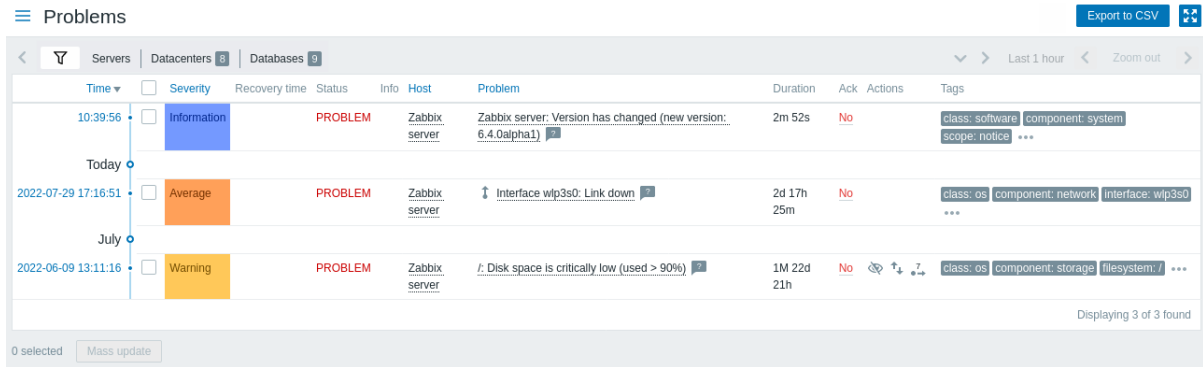 Problems
Export to CSV
Servers Datacenters 8 Databases 9 Last 1 hour Zoom out
Time Severity Recovery time Status Info Host Problem Duration Ack Actions Tags
10:39:56 Information PROBLEM Zabbix server: Version has changed (new version: 2m 52s No class: software component: system
Zabbix server 6.4.0alpha1) ? scope: notice •••
Today
2022-07-29 17:16:51 Average PROBLEM Zabbix Interface wlp3s0: Link down ? 2d 17h No class: os component: network interface: wlp3s0
server 25m •••
July
2022-06-09 13:11:16 Warning PROBLEM Zabbix /: Disk space is critically low (used > 90%) ? 1M 22d No 7 class: os component: storage filesystem: / •••
server 21h
Displaying 3 of 3 found
0 selected Mass update